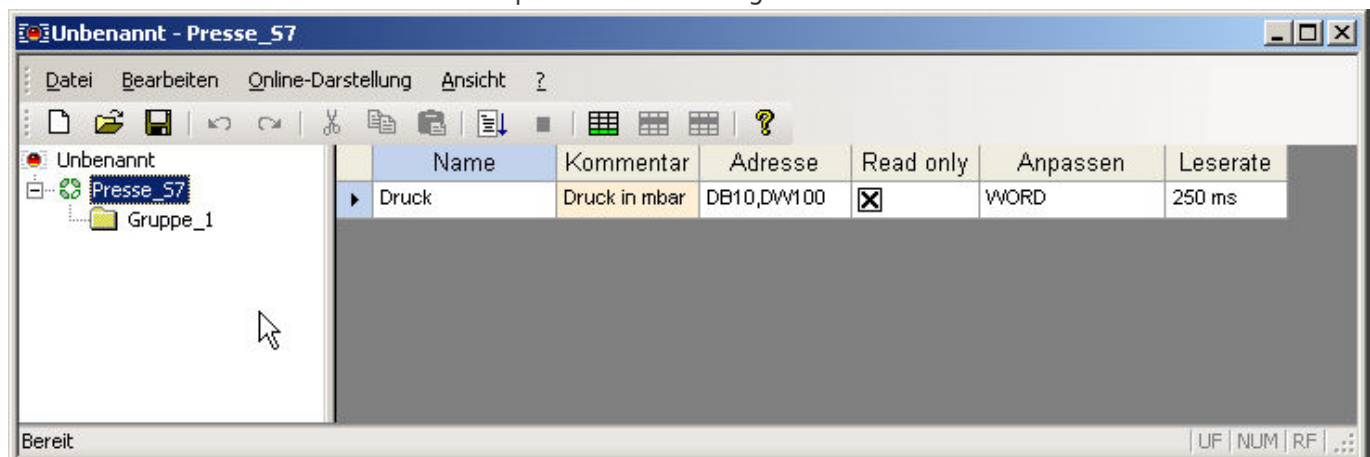 Unbenannt - Presse_S7
Datei Bearbeiten Online-Darstellung Ansicht ?
Unbenannt
Presse_S7
Gruppe_1
Name Kommentar Adresse Read only Anpassen Leserate
Druck Druck in mbar DB10,DW100 WORD 250 ms
Bereit UF NUM RF